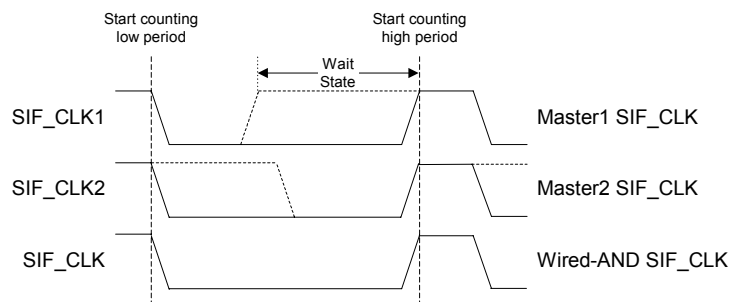 Start counting
low period
Start counting
high period
Wait
State
SIF_CLK1
Master1 SIF_CLK
SIF_CLK2
Master2 SIF_CLK
SIF_CLK
Wired-AND SIF_CLK